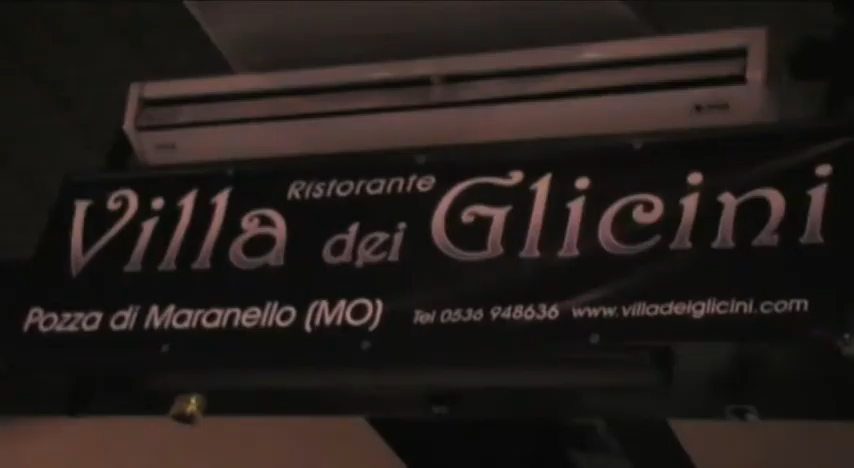 Ristorante
Villa dei Glicini
Pozza di Maranello (MO) Tel 0536 948636 www.villadeiglicini.com